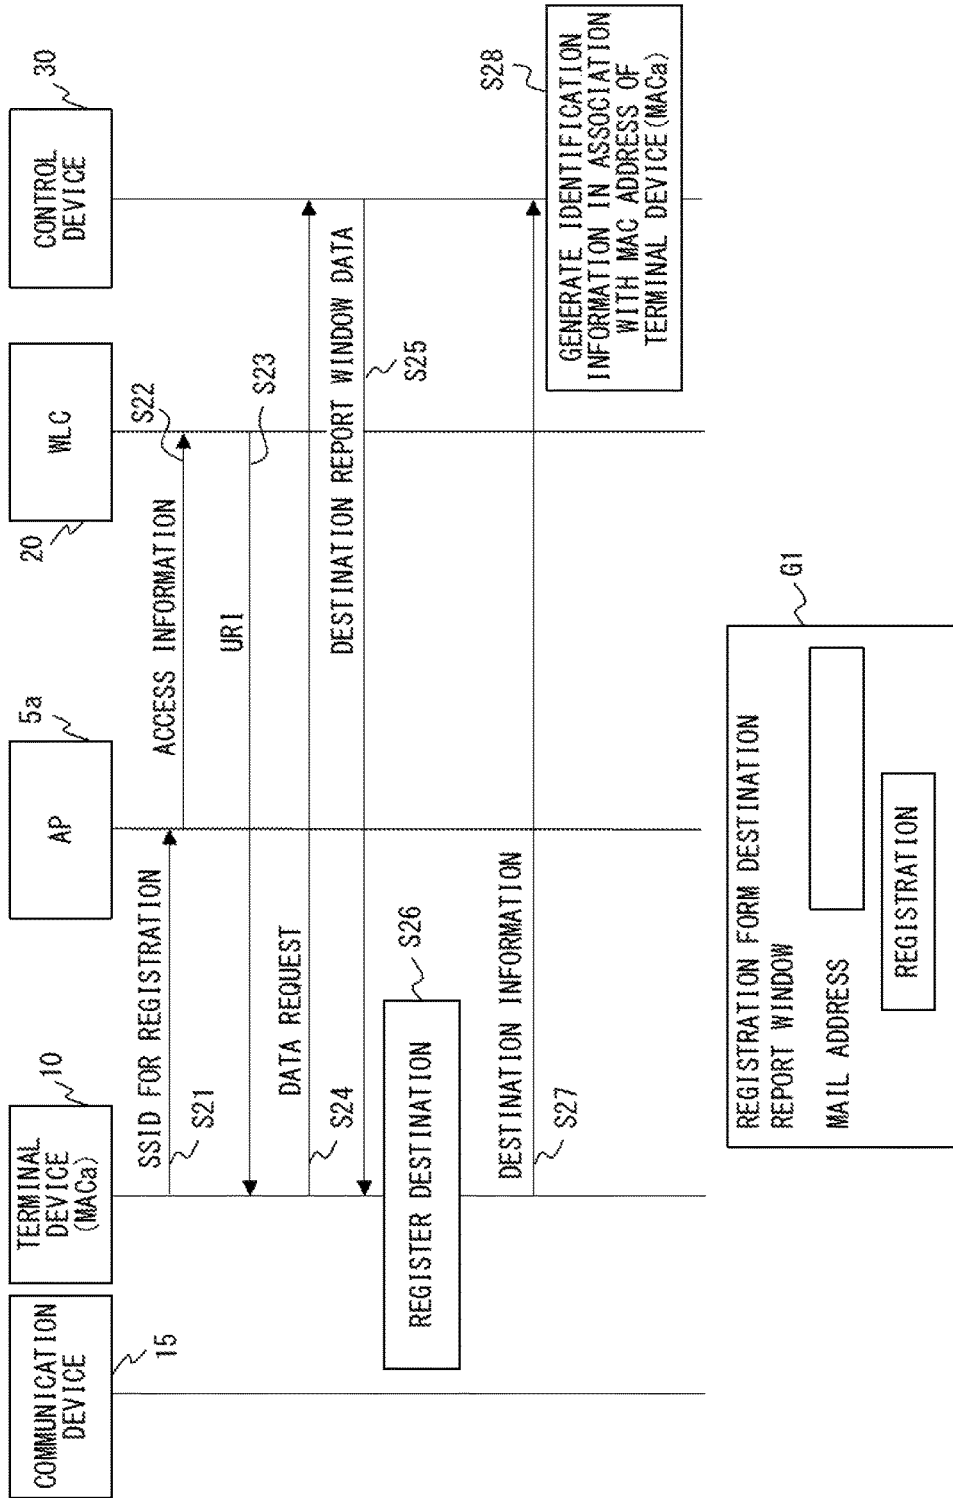 COMMUNICATION
DEVICE
15
TERMINAL
DEVICE
(MACa)
10
AP
5a
WLC
20
CONTROL
DEVICE
30
SSID FOR REGISTRATION
S21
ACCESS INFORMATION
S22
URI
S23
DATA REQUEST
S24
DESTINATION REPORT WINDOW DATA
S25
REGISTER DESTINATION
S26
DESTINATION INFORMATION
S27
GENERATE IDENTIFICATION
INFORMATION IN ASSOCIATION
WITH MAC ADDRESS OF
TERMINAL DEVICE(MACa)
S28
REGISTRATION FORM DESTINATION
REPORT WINDOW
MAIL ADDRESS
REGISTRATION
G1